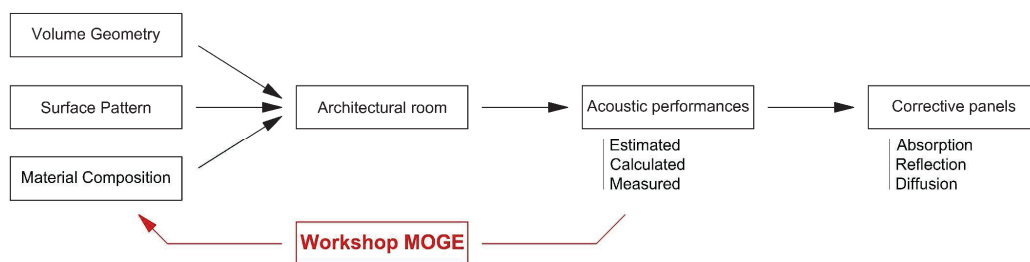 Volume Geometry
Surface Pattern
Material Composition
Architectural room
Acoustic performances
Estimated
Calculated
Measured
Corrective panels
Absorption
Reflection
Diffusion
Workshop MOGE